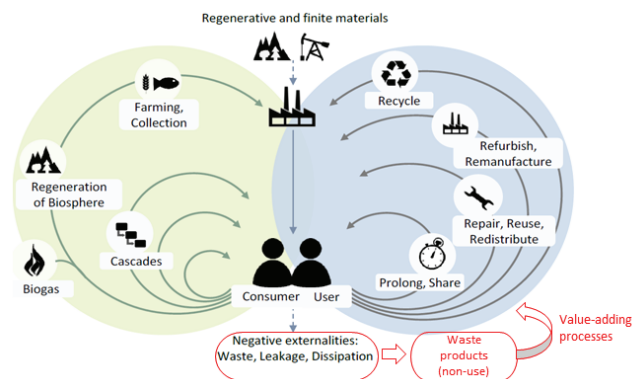 Regenerative and finite materials
Farming,
Collection
Recycle
Refurbish,
Remanufacture
Regeneration
of Biosphere
Repair, Reuse,
Redistribute
Cascades
Biogas
Prolong, Share
Consumer User
Negative externalities:
Waste, Leakage, Dissipation
Waste
products
(non-use)
Value-adding
processes